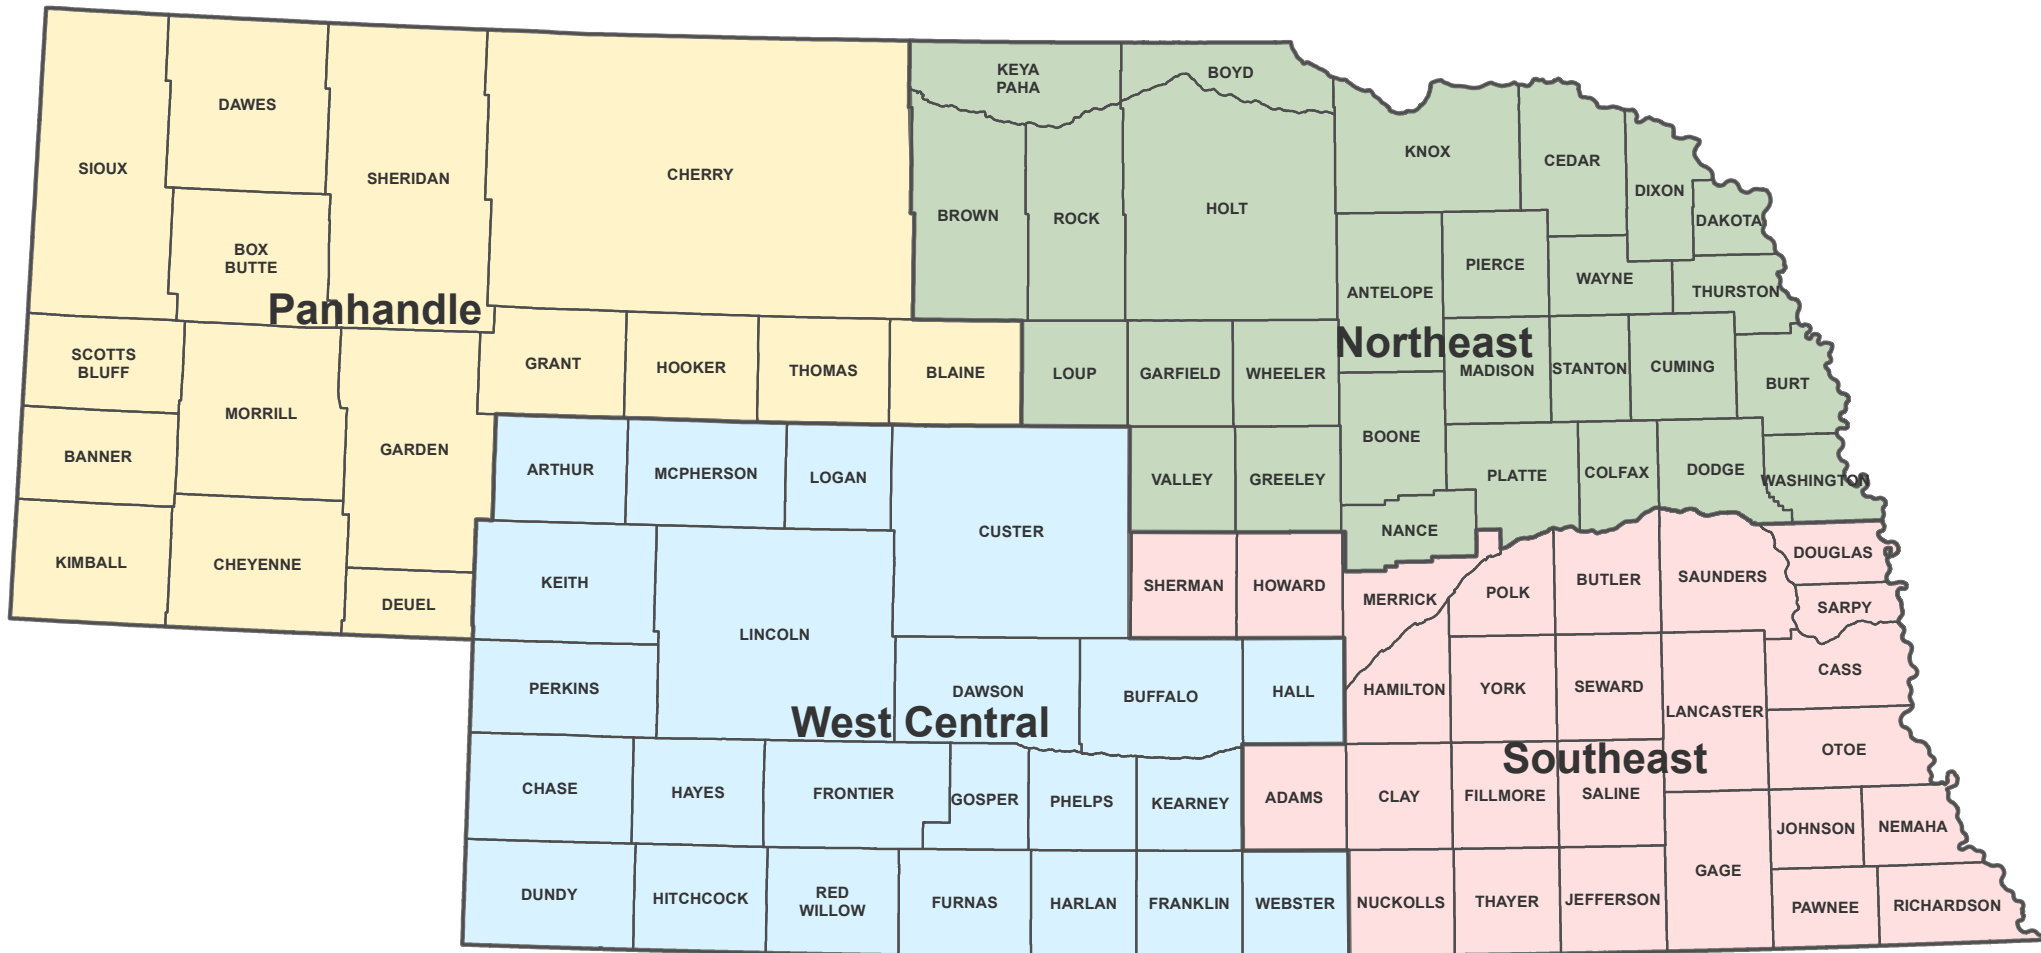 KEYA
PAHA
BOYD
DAWES
SIOUX
SHERIDAN
CHERRY
KNOX
CEDAR
DIXON
BROWN
ROCK
HOLT
DAKOTA
BOX
BUTTE
PIERCE
WAYNE
ANTELOPE
THURSTON
Panhandle
Northeast
SCOTTS
BLUFF
GRANT
HOOKER
THOMAS
BLAINE
LOUP
GARFIELD
WHEELER
MADISON
STANTON
CUMING
BURT
MORRILL
GARDEN
BANNER
ARTHUR
MCPHERSON
LOGAN
VALLEY
GREELEY
BOONE
PLATTE
COLFAX
DODGE
WASHINGTON
CUSTER
NANCE
KIMBALL
CHEYENNE
DEUEL
KEITH
LINCOLN
SHERMAN
HOWARD
MERRICK
POLK
BUTLER
SAUNDERS
DOUGLAS
SARPY
PERKINS
DAWSON
BUFFALO
HALL
HAMILTON
YORK
SEWARD
LANCASTER
CASS
West Central
Southeast
OTOE
CHASE
HAYES
FRONTIER
GOSPER
PHELPS
KEARNEY
ADAMS
CLAY
FILLMORE
SALINE
JOHNSON
NEMAHA
DUNDY
HITCHCOCK
RED
WILLOW
FURNAS
HARLAN
FRANKLIN
WEBSTER
NUCKOLLS
THAYER
JEFFERSON
GAGE
PAWNEE
RICHARDSON